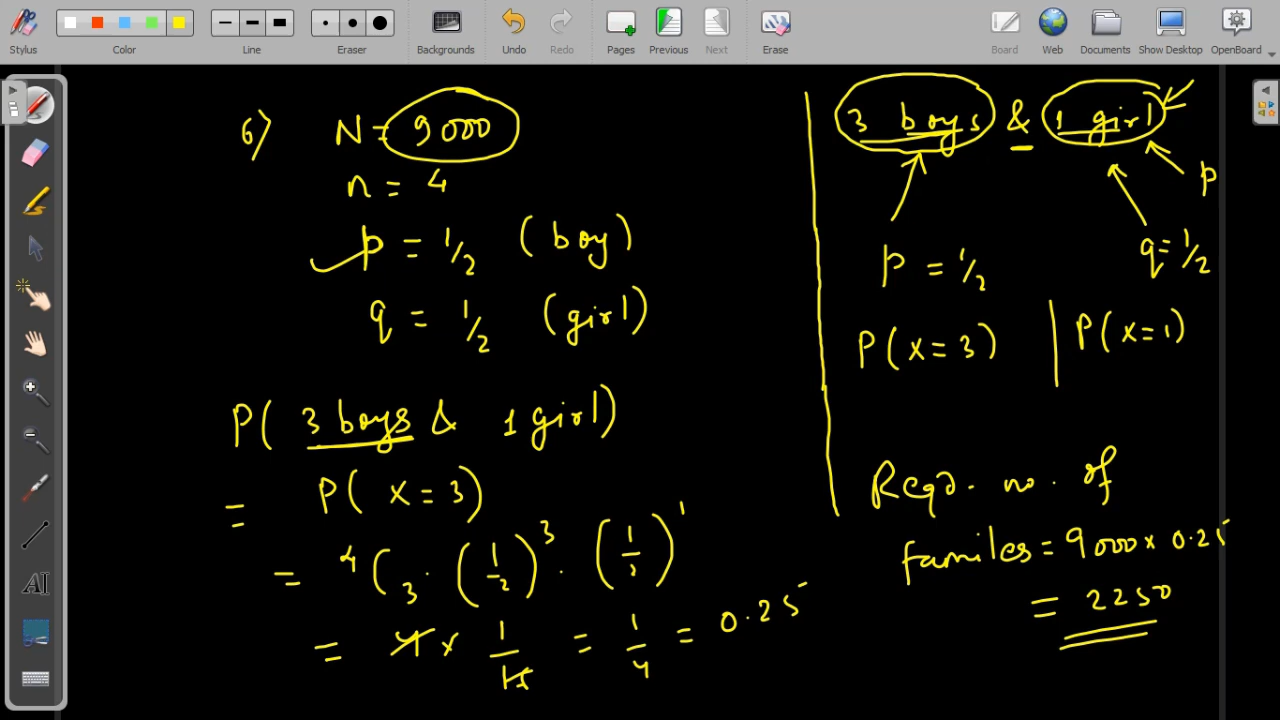 Stylus Color Line Eraser Backgrounds Undo Redo Pages Previous Next Erase Board Web Documents Show Desktop OpenBoard
6) N = 9000
n = 4
p = 1/2 (boy)
q = 1/2 (girl)
P( 3 boys & 1 girl)
= P( X = 3)
= ⁴C₃ · (1/2)³ · (1/2)¹
= 4 x 1/16 = 1/4 = 0.25
3 boys & 1 girl
p
p = 1/2
q = 1/2
P( X = 3) | P( X = 1)
Reqd. no. of
familes = 9000 x 0.25
= 2250
AI